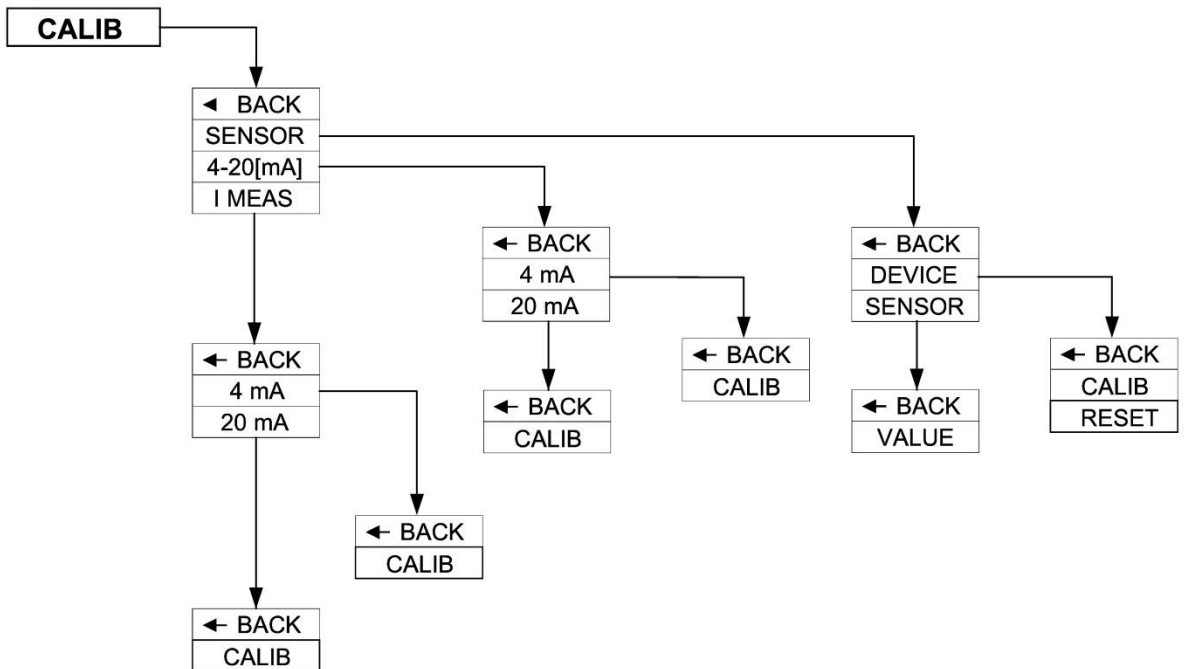 CALIB
◄ BACK
SENSOR
4-20[mA]
I MEAS
← BACK
4 mA
20 mA
← BACK
DEVICE
SENSOR
← BACK
CALIB
← BACK
CALIB
RESET
← BACK
4 mA
20 mA
← BACK
CALIB
← BACK
VALUE
← BACK
CALIB
← BACK
CALIB